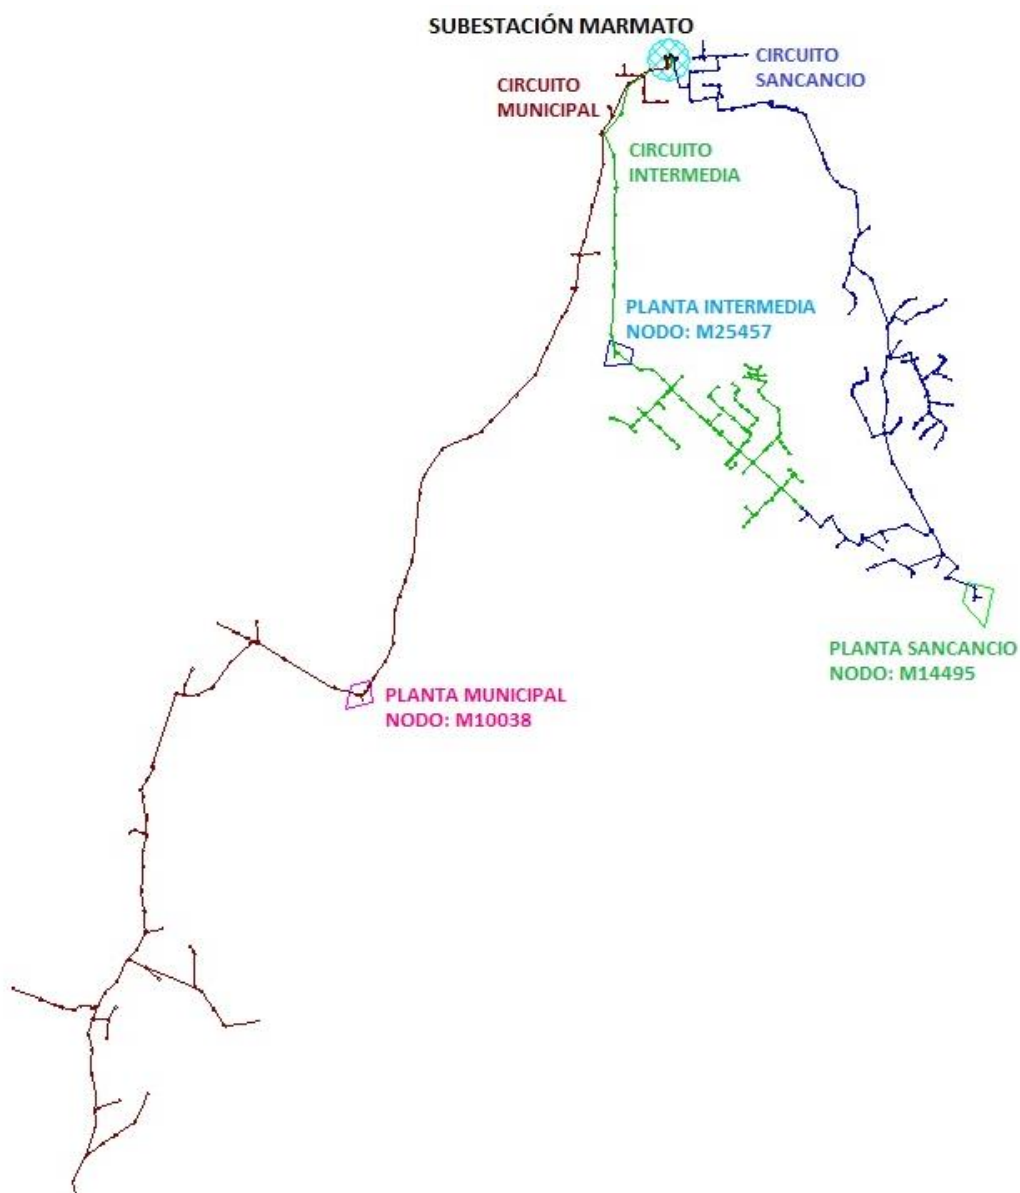 SUBESTACIÓN MARMATO
CIRCUITO
SANCANCIO
CIRCUITO
MUNICIPAL
CIRCUITO
INTERMEDIA
PLANTA INTERMEDIA
NODO: M25457
PLANTA SANCANCIO
NODO: M14495
PLANTA MUNICIPAL
NODO: M10038